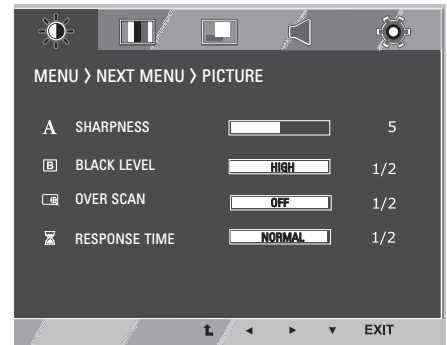 MENU > NEXT MENU > PICTURE
A SHARPNESS 5
B BLACK LEVEL HIGH 1/2
OVER SCAN OFF 1/2
RESPONSE TIME NORMAL 1/2
EXIT